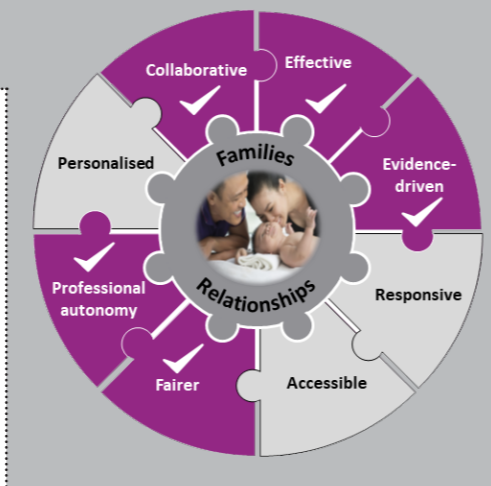 Collaborative
Effective
Personalised
Families
Evidence-
driven
Professional
autonomy
Relationships
Responsive
Fairer
Accessible